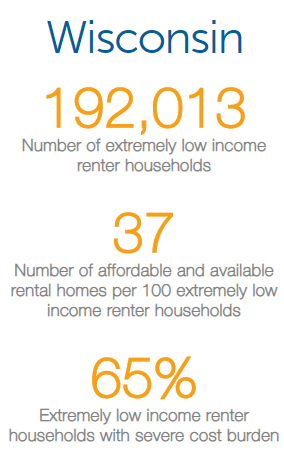 Wisconsin
192,013
Number of extremely low income
renter households
37
Number of affordable and available
rental homes per 100 extremely low
income renter households
65%
Extremely low income renter
households with severe cost burden